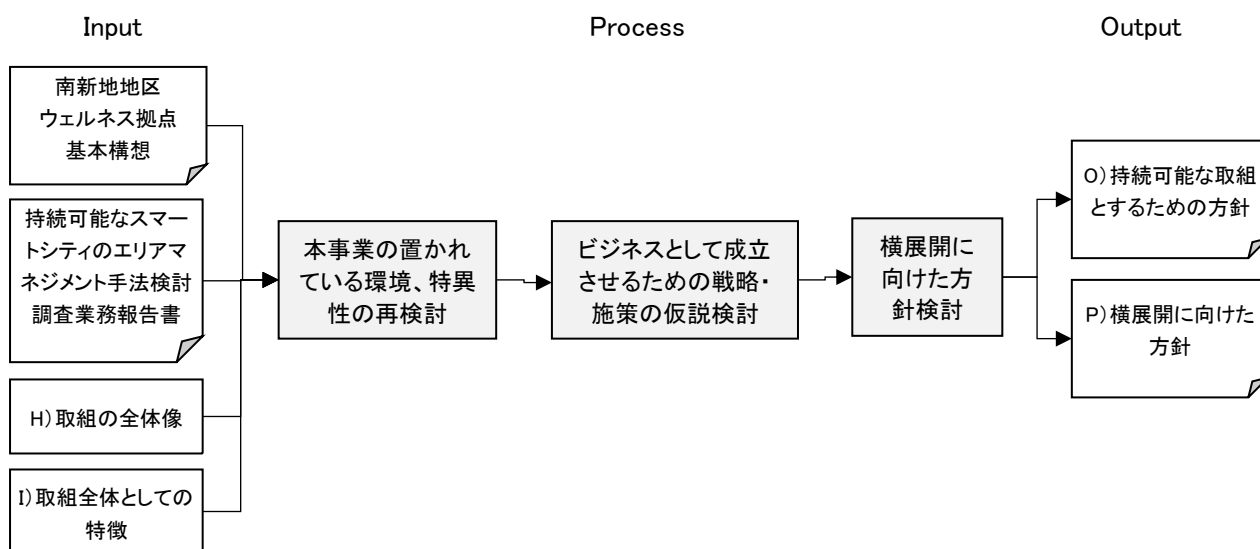 Input
Process
Output
南新地地区
ウェルネス拠点
基本構想
持続可能なスマー
トシティのエリアマ
ネジメント手法検討
調査業務報告書
H)取組の全体像
I)取組全体としての
特徴
本事業の置かれ
ている環境、特異
性の再検討
ビジネスとして成立
させるための戦略・
施策の仮説検討
横展開に
向けた方
針検討
O)持続可能な取組
とするための方針
P)横展開に向けた
方針